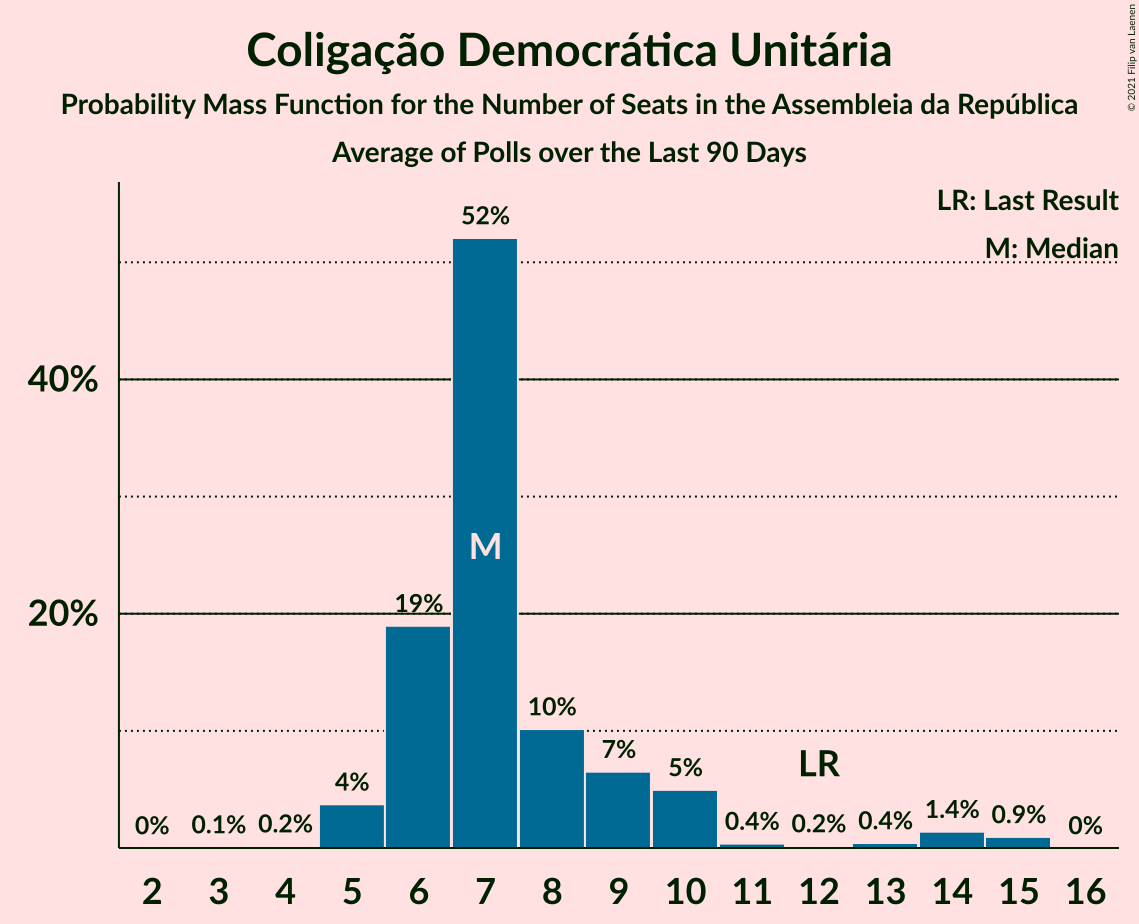 Coligação Democrática Unitária
Probability Mass Function for the Number of Seats in the Assembleia da República
Average of Polls over the Last 90 Days
© 2021 Filip van Laenen
LR: Last Result
M: Median
52%
40%
M
20%
19%
10%
7%
5%
4%
LR
0% 0.1% 0.2% 0.4% 0.2% 0.4% 1.4% 0.9% 0%
2 3 4 5 6 7 8 9 10 11 12 13 14 15 16